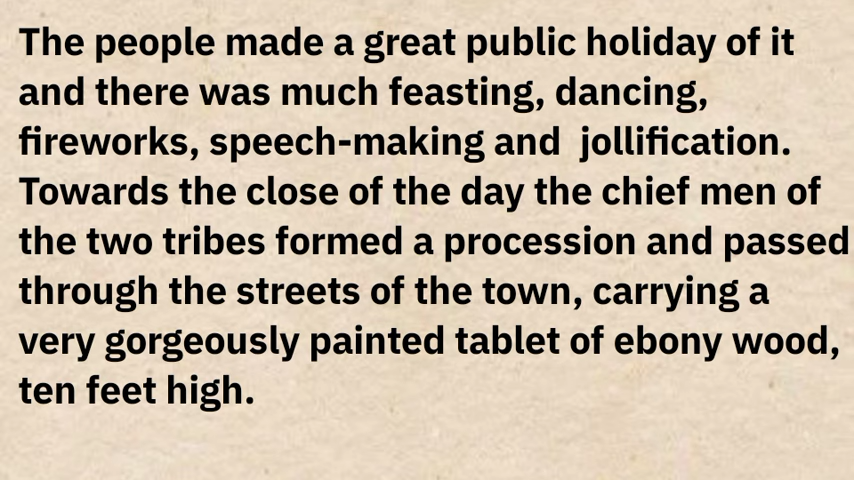 The people made a great public holiday of it
and there was much feasting, dancing,
fireworks, speech-making and  jollification.
Towards the close of the day the chief men of
the two tribes formed a procession and passed
through the streets of the town, carrying a
very gorgeously painted tablet of ebony wood,
ten feet high.